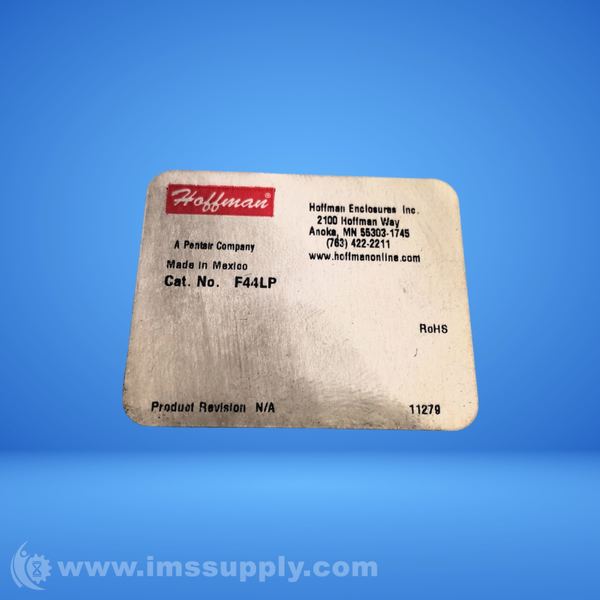 Hoffman®
Hoffman Enclosures Inc.
2100 Hoffman Way
Anoka, MN 55303-1745
(763) 422-2211
www.hoffmanonline.com
A Pentair Company
Made in Mexico
Cat. No. F44LP
RoHS
Product Revision N/A
11279
www.imssupply.com